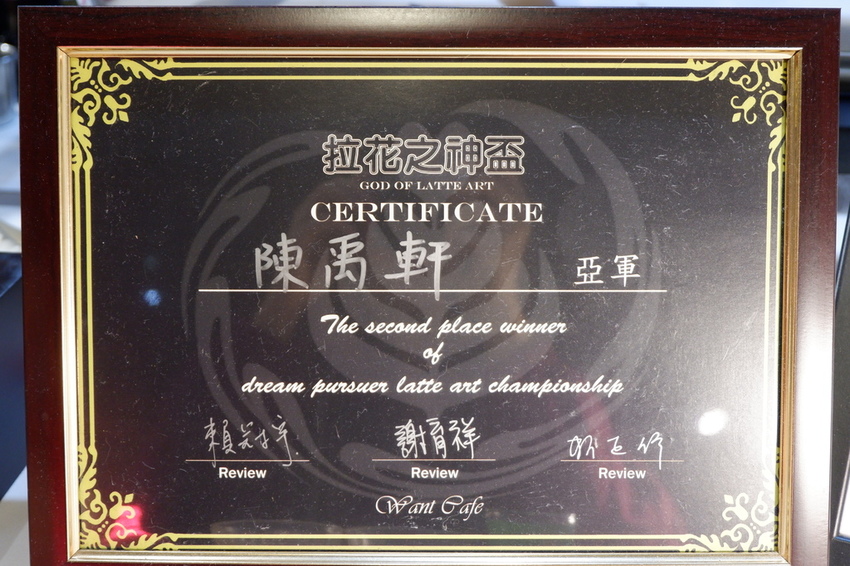 拉花之神盃
GOD OF LATTE ART
CERTIFICATE
陳禹軒 亞軍
The second place winner
of
dream pursuer latte art championship
謝育祥
Review Review Review
Want Cafe